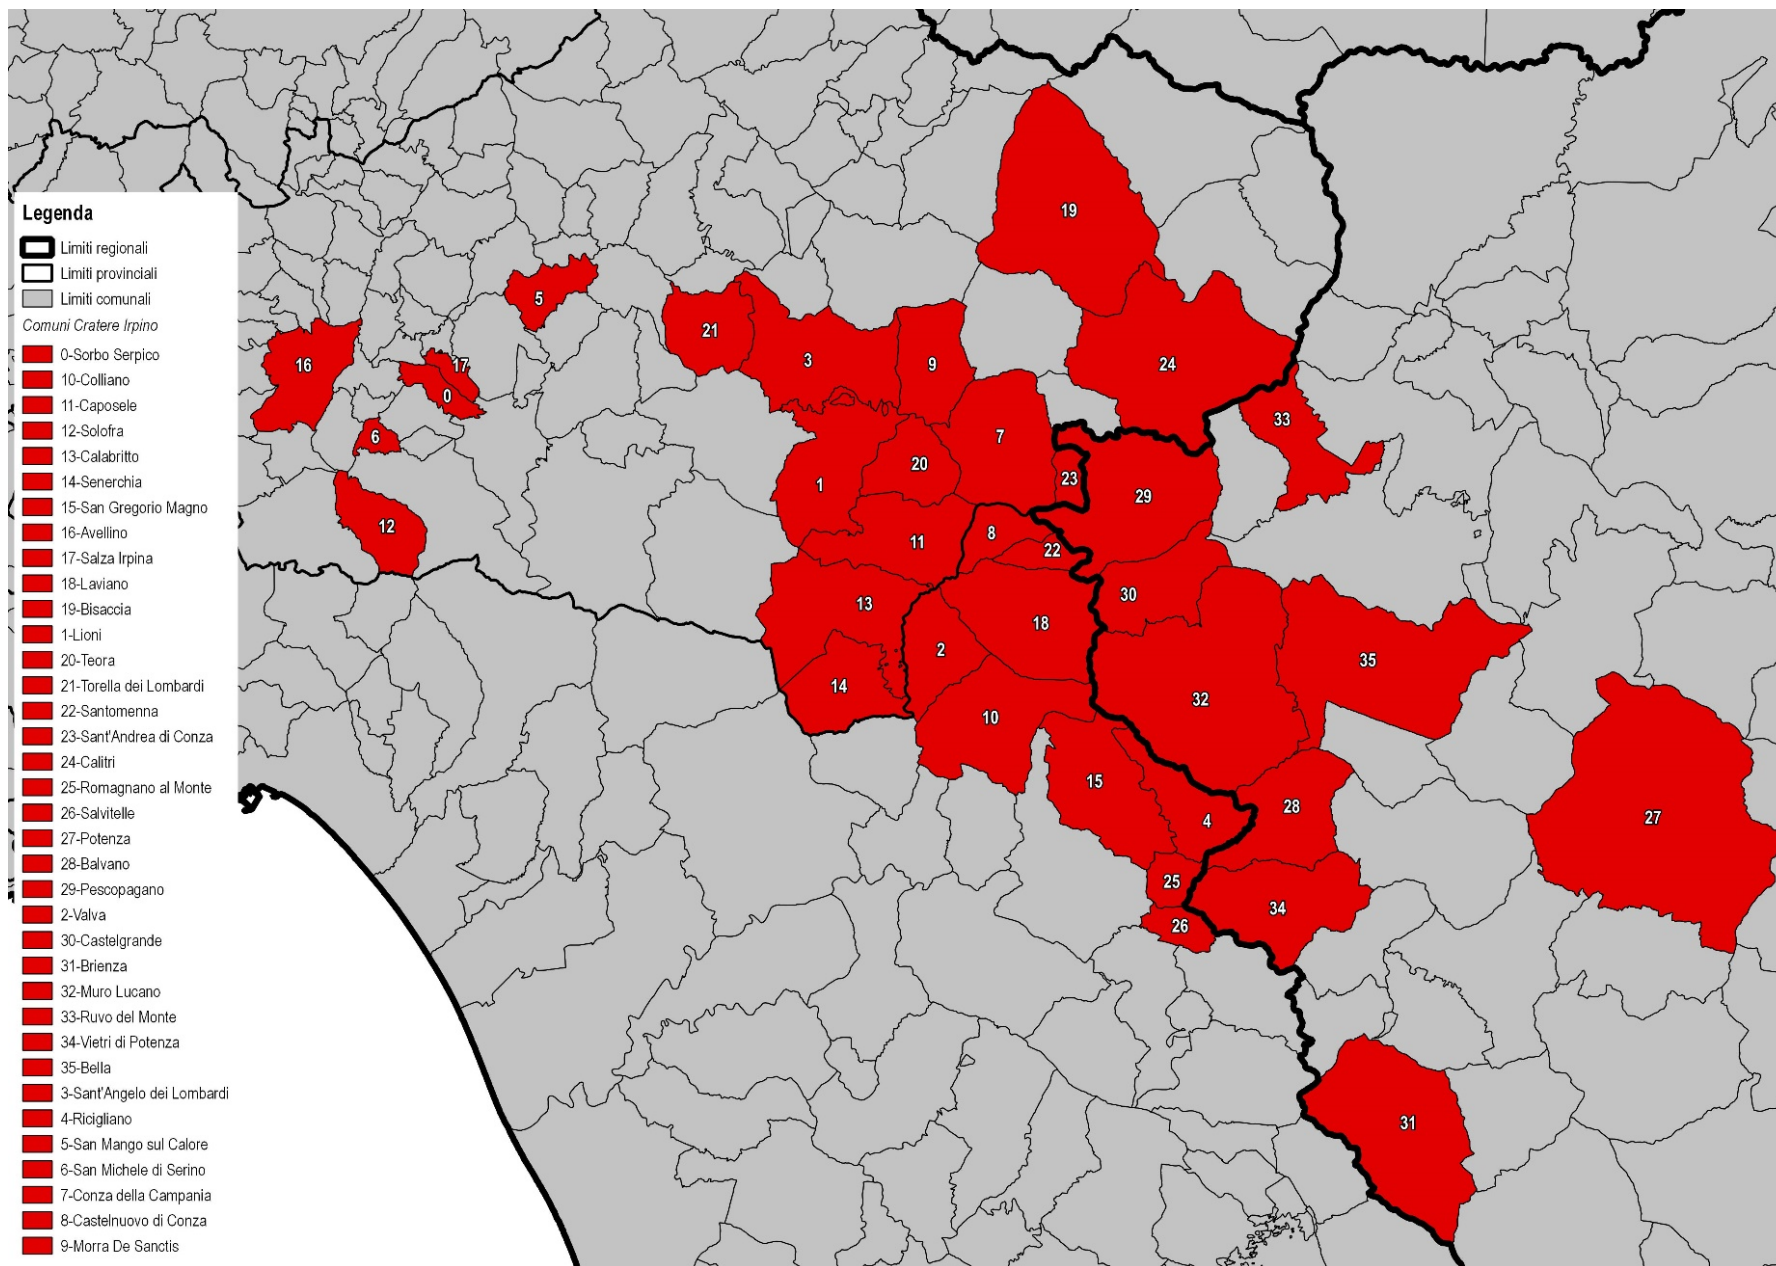 Legenda
Limiti regionali
Limiti provinciali
Limiti comunali
Comuni Cratere Irpino
0-Sorbo Serpico
10-Colliano
11-Caposele
12-Solofra
13-Calabritto
14-Senerchia
15-San Gregorio Magno
16-Avellino
17-Salza Irpina
18-Laviano
19-Bisaccia
1-Lioni
20-Teora
21-Torella dei Lombardi
22-Santomenna
23-Sant'Andrea di Conza
24-Calitri
25-Romagnano al Monte
26-Salvitelle
27-Potenza
28-Balvano
29-Pescopagano
2-Valva
30-Castelgrande
31-Brienza
32-Muro Lucano
33-Ruvo del Monte
34-Vietri di Potenza
35-Bella
3-Sant'Angelo dei Lombardi
4-Ricigliano
5-San Mango sul Calore
6-San Michele di Serino
7-Conza della Campania
8-Castelnuovo di Conza
9-Morra De Sanctis
19
5
21
3
9
24
16
17
0
33
6
7
20
1
23
29
12
8
11
22
30
13
18
2
35
14
32
10
15
28
4
27
25
34
26
31